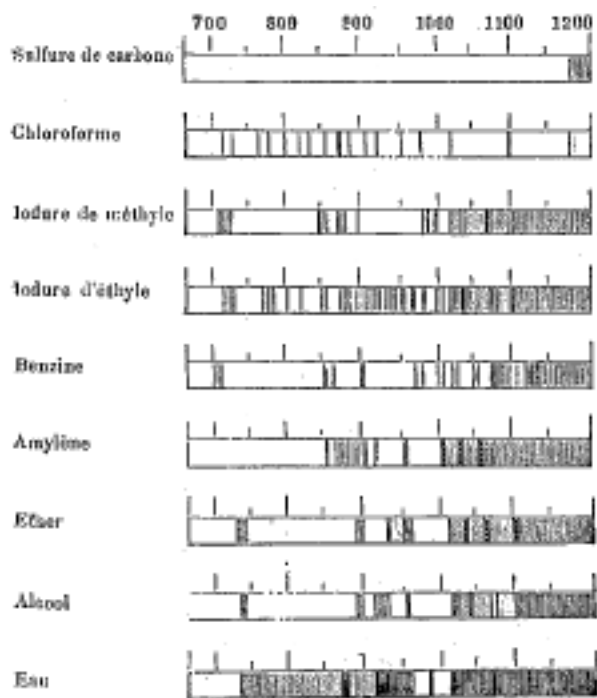 700 800 900 1000 1100 1200
Sulfure de carbone
Chloroforme
Iodure de méthyle
Iodure d'éthyle
Benzine
Amylène
Ether
Alcool
Eau